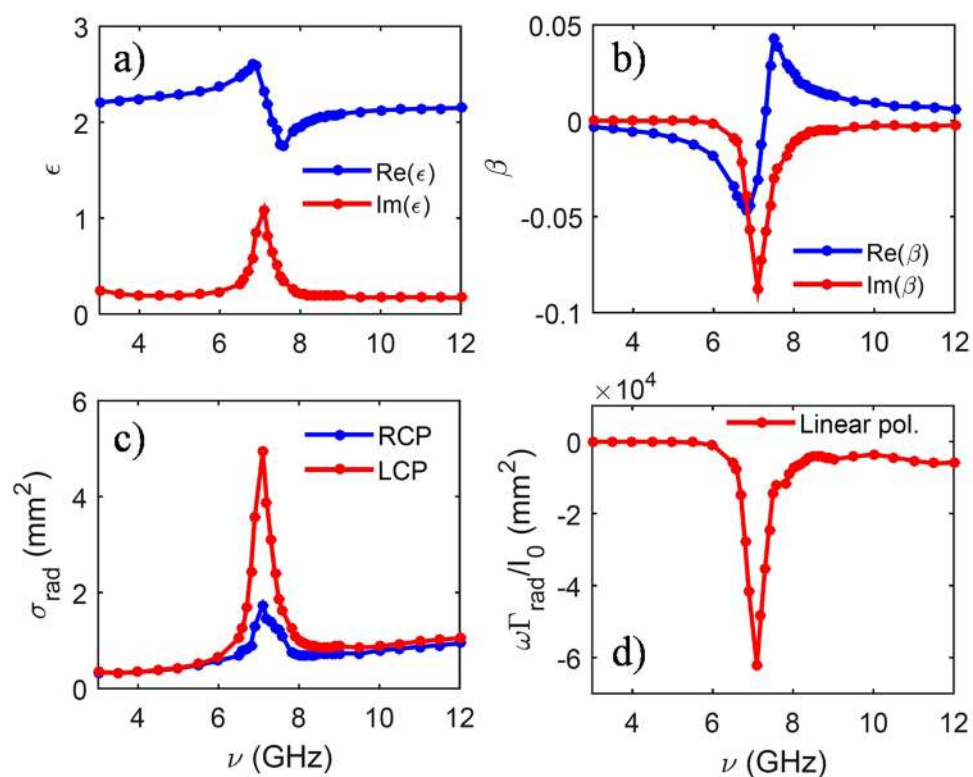 a)
3
2
1
0
ϵ
Re(ϵ)
Im(ϵ)
4 6 8 10 12
b)
0.05
0
-0.05
-0.1
β
Re(β)
Im(β)
4 6 8 10 12
c)
6
4
2
0
σrad (mm²)
RCP
LCP
4 6 8 10 12
ν (GHz)
×10⁴
0
-2
-4
-6
ωΓrad/I₀ (mm²)
Linear pol.
d)
4 6 8 10 12
ν (GHz)